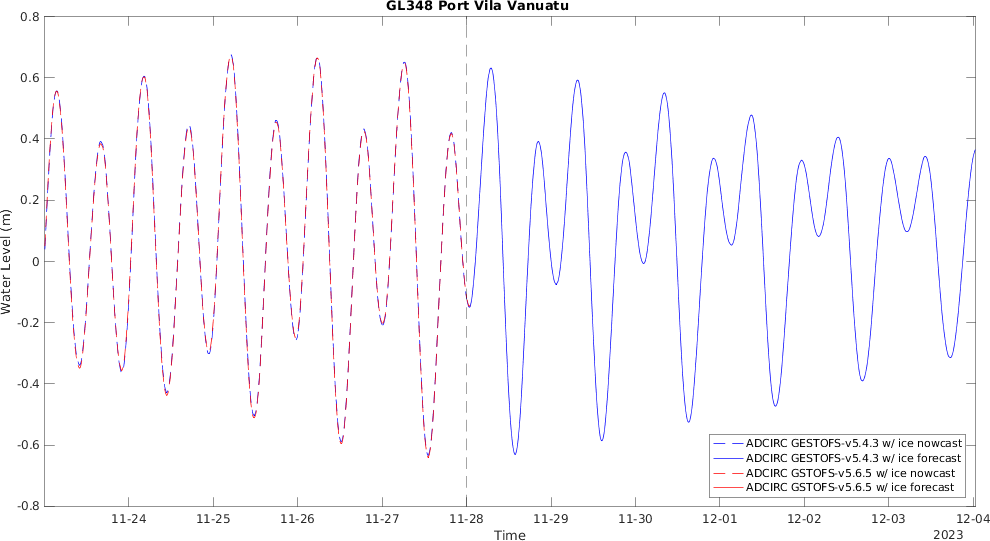 GL348 Port Vila Vanuatu
0.8
0.6
0.4
0.2
0
-0.2
-0.4
-0.6
-0.8
Water Level (m)
ADCIRC GESTOFS-v5.4.3 w/ ice nowcast
ADCIRC GESTOFS-v5.4.3 w/ ice forecast
ADCIRC GSTOFS-v5.6.5 w/ ice nowcast
ADCIRC GSTOFS-v5.6.5 w/ ice forecast
11-24 11-25 11-26 11-27 11-28 11-29 11-30 12-01 12-02 12-03 12-04
Time
2023